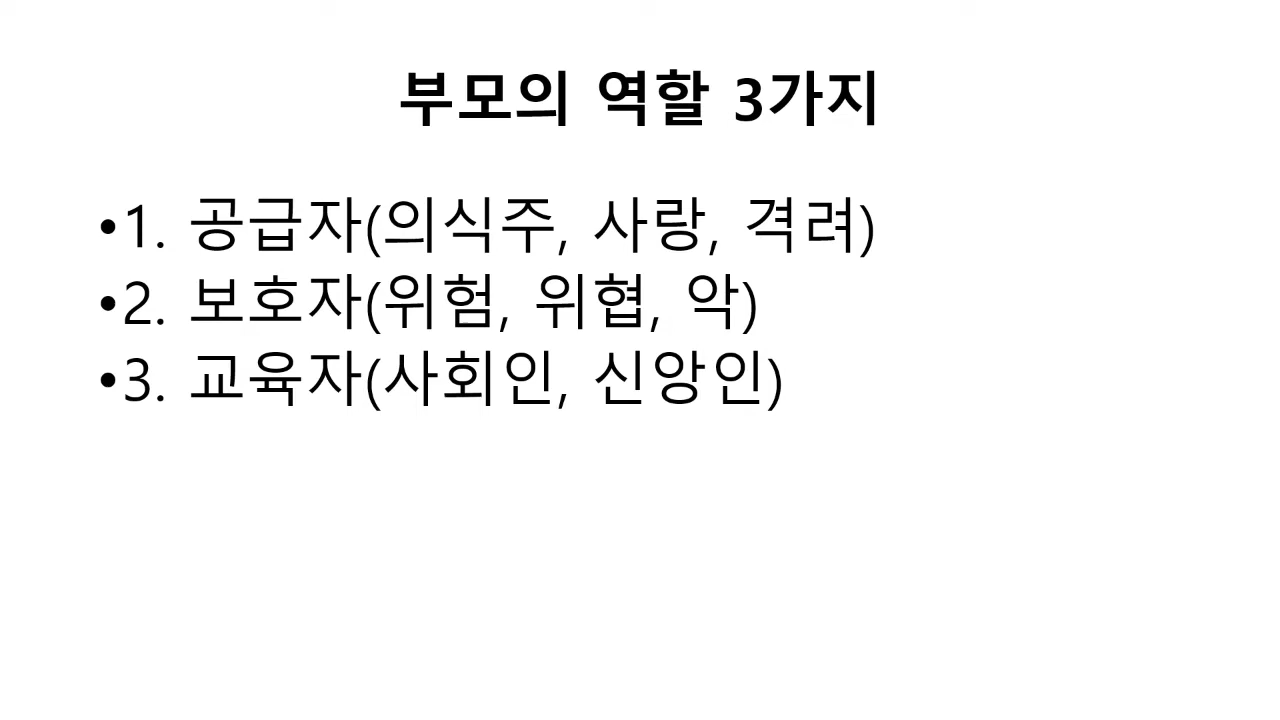 부모의 역할 3가지
•1. 공급자(의식주, 사랑, 격려)
•2. 보호자(위험, 위협, 악)
•3. 교육자(사회인, 신앙인)